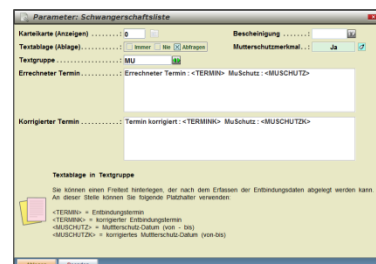 Parameter: Schwangerschaftsliste
Karteikarte (Anzeigen) ........: 0
Bescheinigung .......:
Textablage (Ablage)............: Immer Nie Abfragen
Mutterschutzmerkmal..: Ja
Textgruppe ....................: MU
Errechneter Termin ............: Errechneter Termin : <TERMIN> MuSchutz : <MUSCHUTZ>
Korrigierter Termin ...........: Termin korrigiert : <TERMINK> MuSchutz : <MUSCHUTZK>
Textablage in Textgruppe
Sie können einen Freitext hinterlegen, der nach dem Erfassen der Entbindungsdaten abgelegt werden kann.
An dieser Stelle können Sie folgende Platzhalter verwenden:
<TERMIN> = Entbindungstermin
<TERMINK> = korrigierter Entbindungstermin
<MUSCHUTZ> = Mutterschutz-Datum (von - bis)
<MUSCHUTZK> = korrigiertes Mutterschutz-Datum (von-bis)